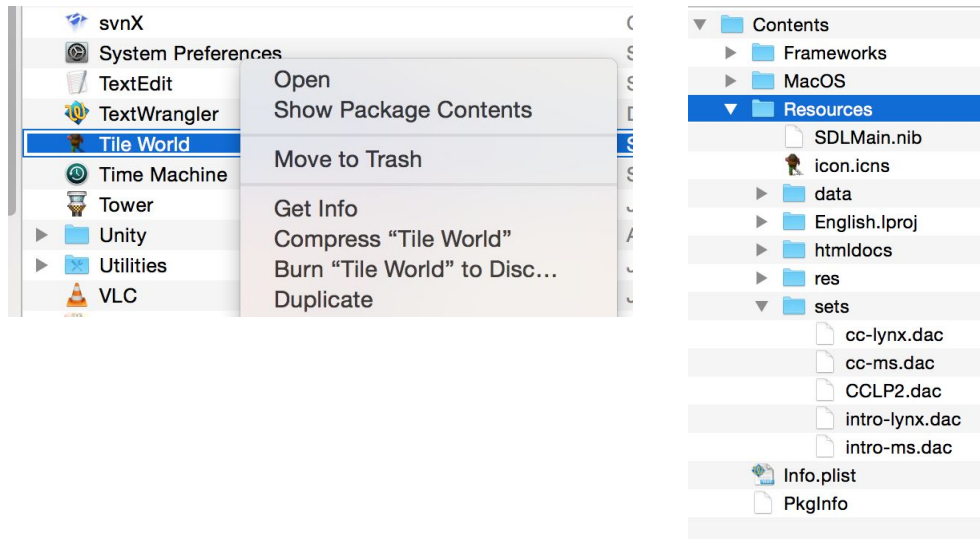 svnX
System Preferences
TextEdit
TextWrangler
Tile World
Time Machine
Tower
Unity
Utilities
VLC
Open
Show Package Contents
Move to Trash
Get Info
Compress “Tile World”
Burn “Tile World” to Disc...
Duplicate
Contents
Frameworks
MacOS
Resources
SDLMain.nib
icon.icns
data
English.lproj
htmldocs
res
sets
cc-lynx.dac
cc-ms.dac
CCLP2.dac
intro-lynx.dac
intro-ms.dac
Info.plist
PkgInfo